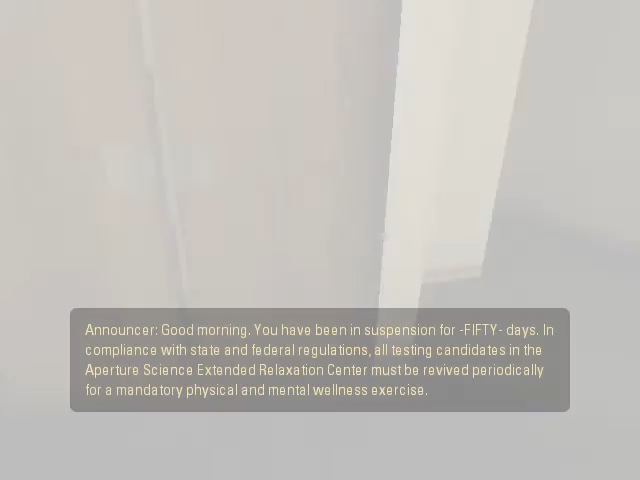 Announcer: Good morning. You have been in suspension for -FIFTY- days. In
compliance with state and federal regulations, all testing candidates in the
Aperture Science Extended Relaxation Center must be revived periodically
for a mandatory physical and mental wellness exercise.